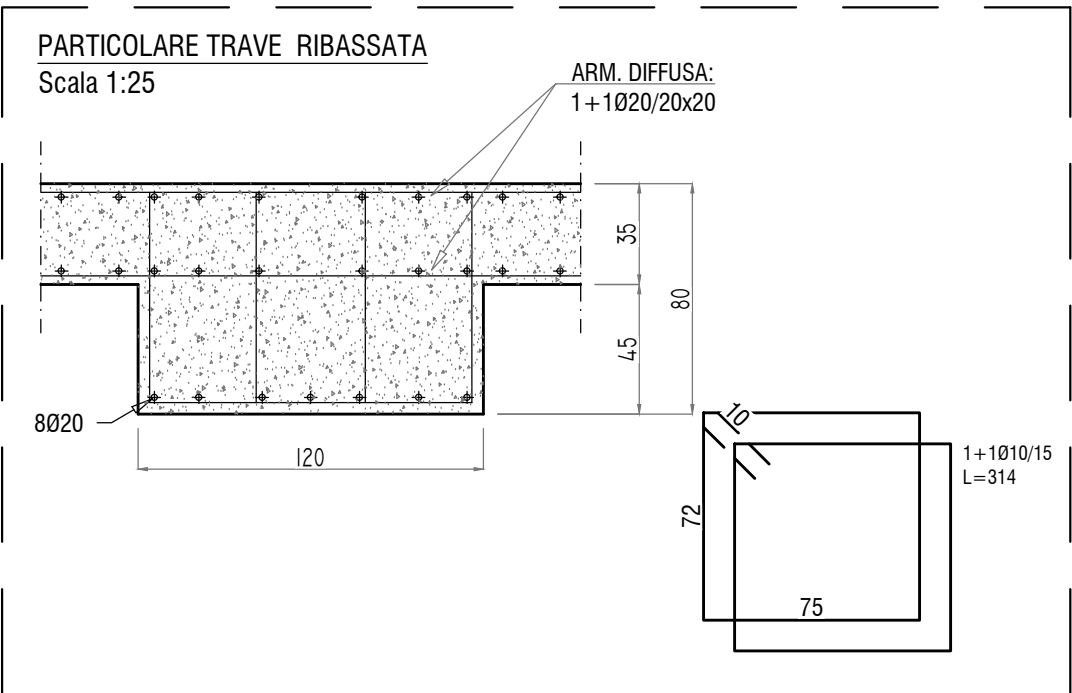 PARTICOLARE TRAVE RIBASSATA
Scala 1:25
ARM. DIFFUSA:
1+1Ø20/20x20
35
80
45
8Ø20
120
10
1+1Ø10/15
L=314
72
75